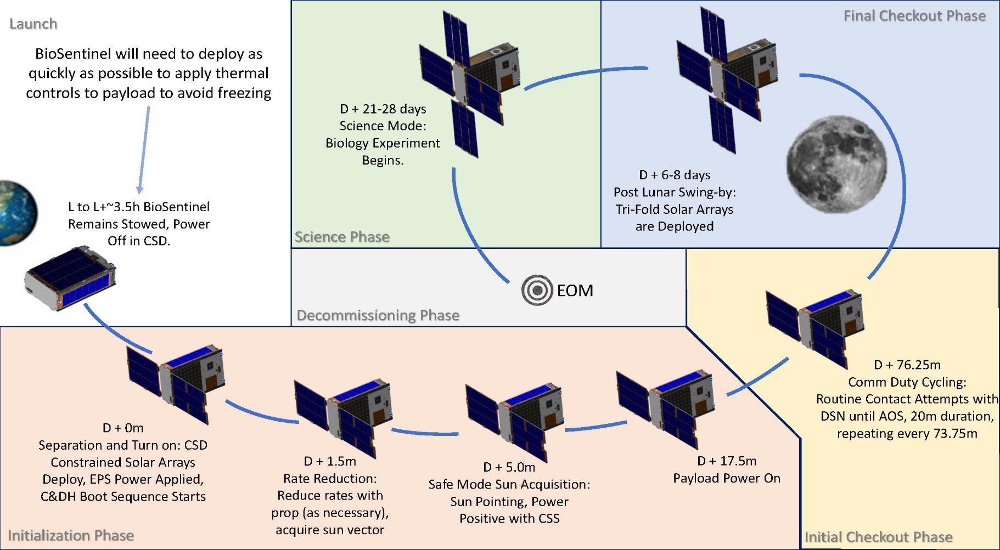 Launch
BioSentinel will need to deploy as
quickly as possible to apply thermal
controls to payload to avoid freezing
L to L+~3.5h BioSentinel
Remains Stowed, Power
Off in CSD.
Initialization Phase
D + 0m
Separation and Turn on: CSD
Constrained Solar Arrays
Deploy, EPS Power Applied,
C&DH Boot Sequence Starts
D + 1.5m
Rate Reduction:
Reduce rates with
prop (as necessary),
acquire sun vector
D + 5.0m
Safe Mode Sun Acquisition:
Sun Pointing, Power
Positive with CSS
D + 17.5m
Payload Power On
Initial Checkout Phase
D + 76.25m
Comm Duty Cycling:
Routine Contact Attempts with
DSN until AOS, 20m duration,
repeating every 73.75m
Final Checkout Phase
D + 6-8 days
Post Lunar Swing-by:
Tri-Fold Solar Arrays
are Deployed
Science Phase
D + 21-28 days
Science Mode:
Biology Experiment
Begins.
Decommissioning Phase
EOM